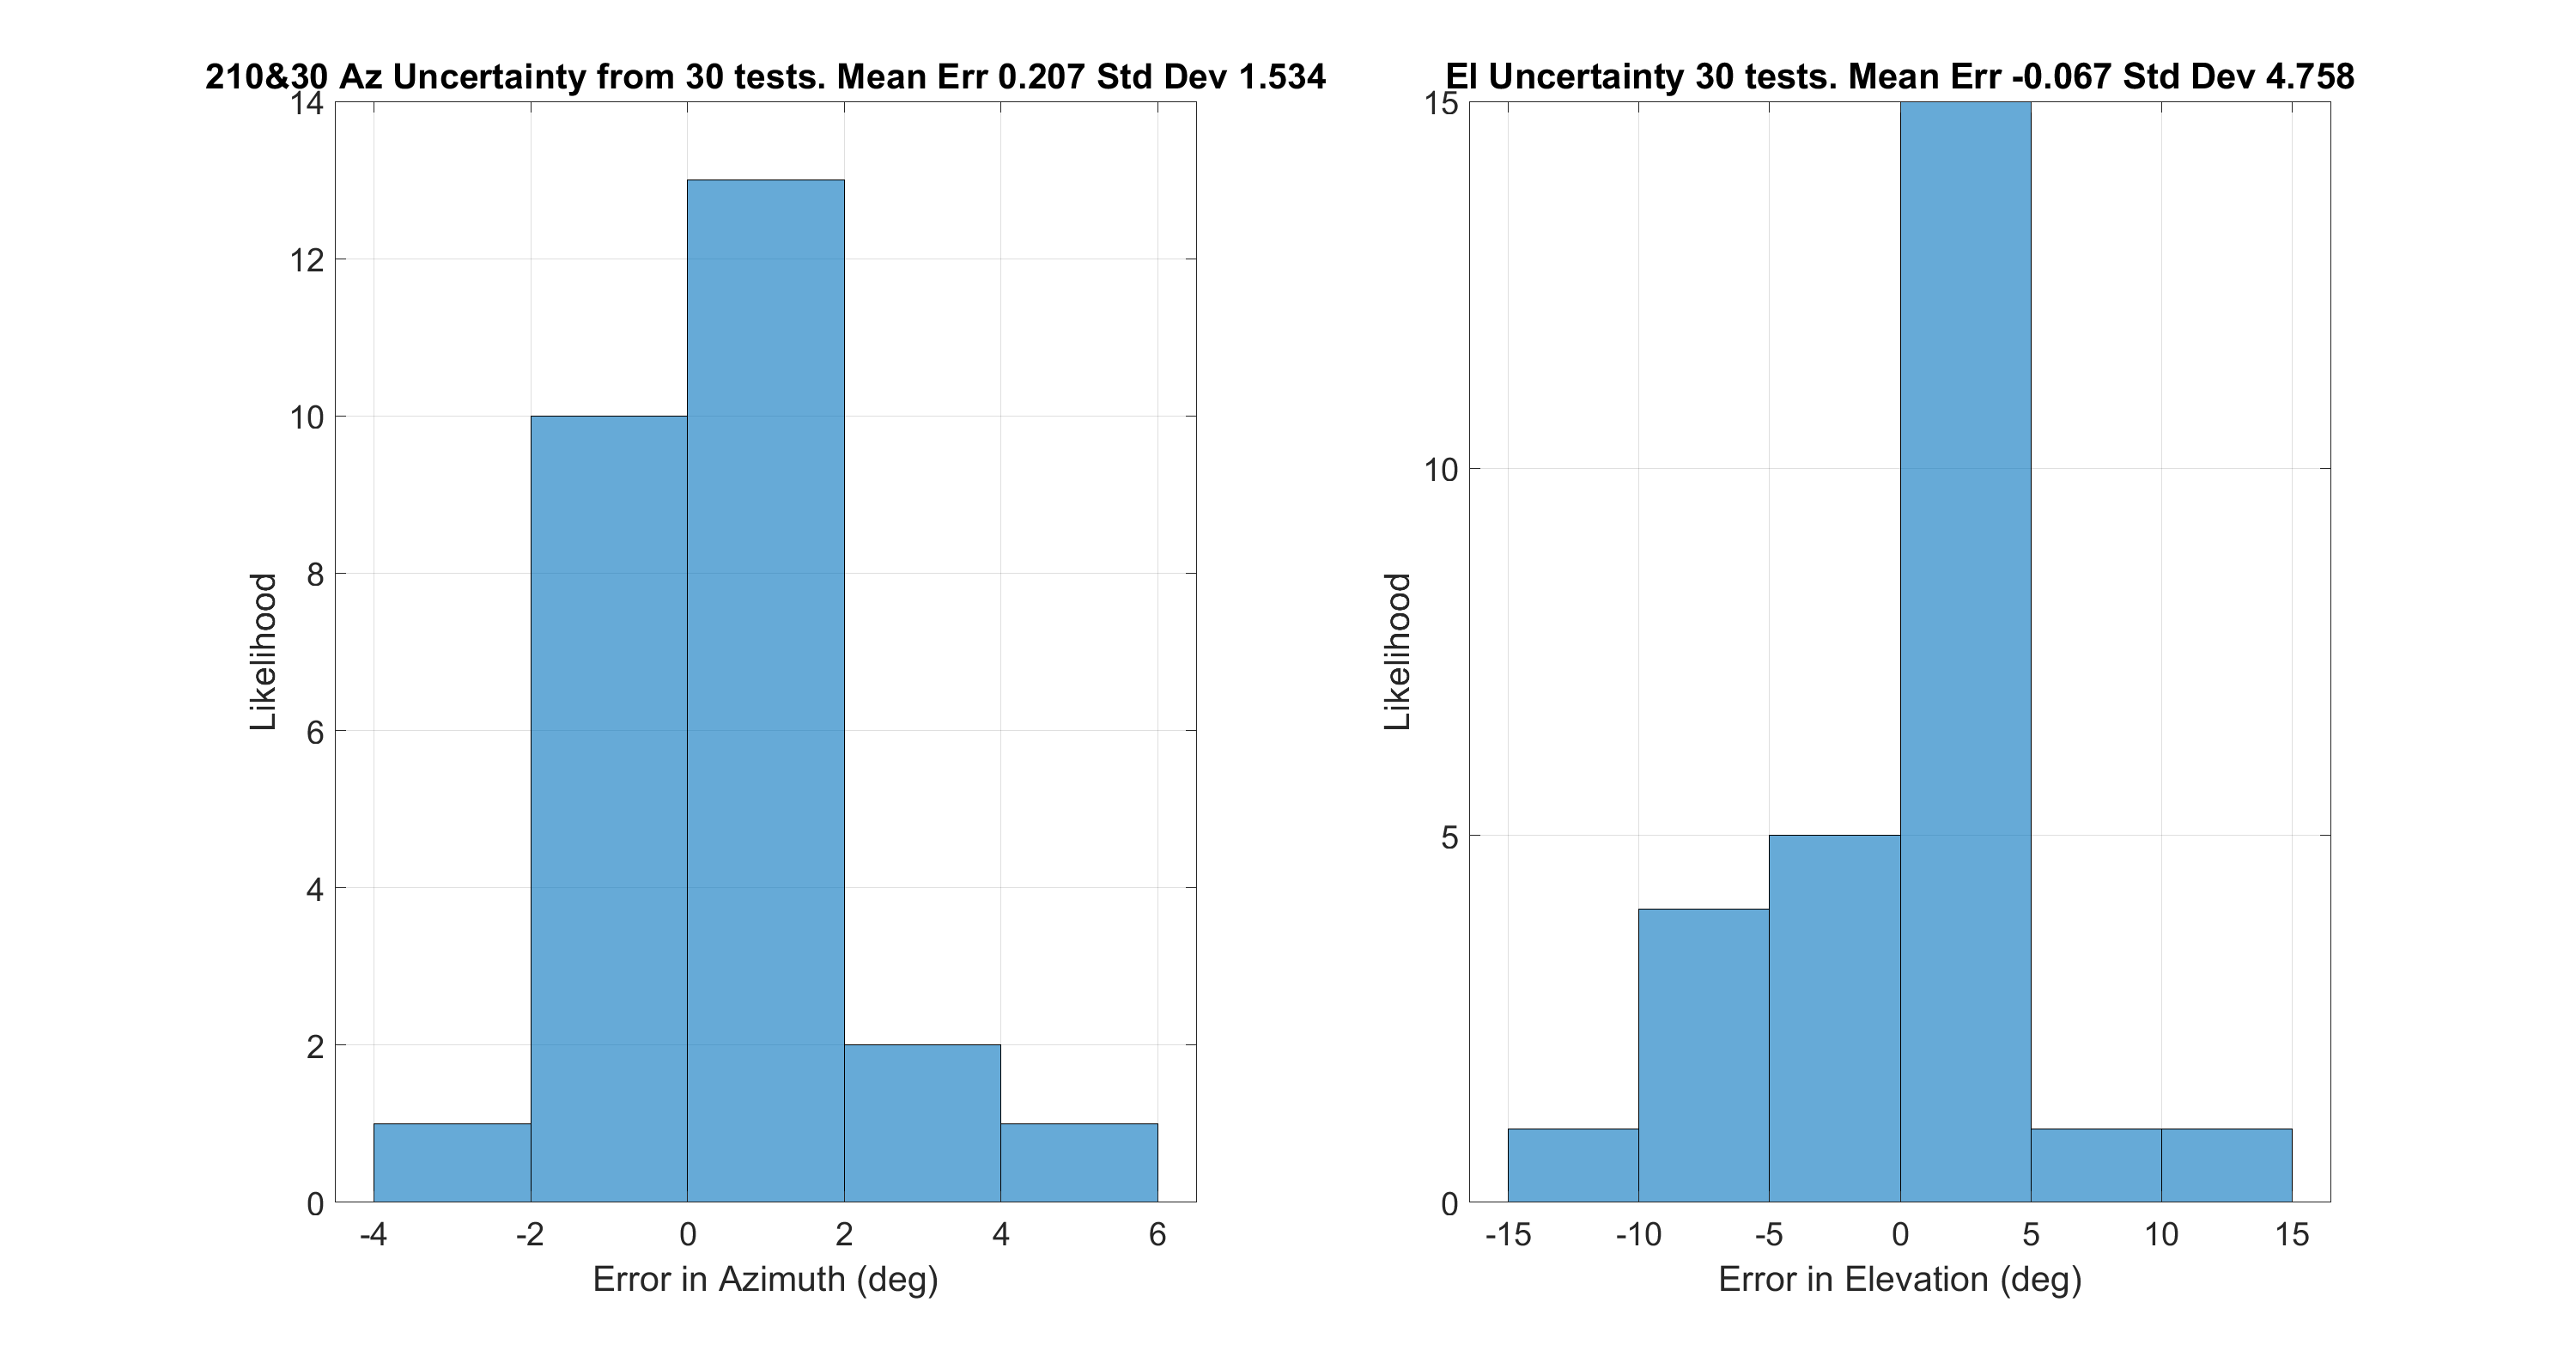 210&30 Az Uncertainty from 30 tests. Mean Err 0.207 Std Dev 1.534
14
12
10
8
6
4
2
0
Likelihood
-4 -2 0 2 4 6
Error in Azimuth (deg)
El Uncertainty 30 tests. Mean Err -0.067 Std Dev 4.758
15
10
5
0
Likelihood
-15 -10 -5 0 5 10 15
Error in Elevation (deg)